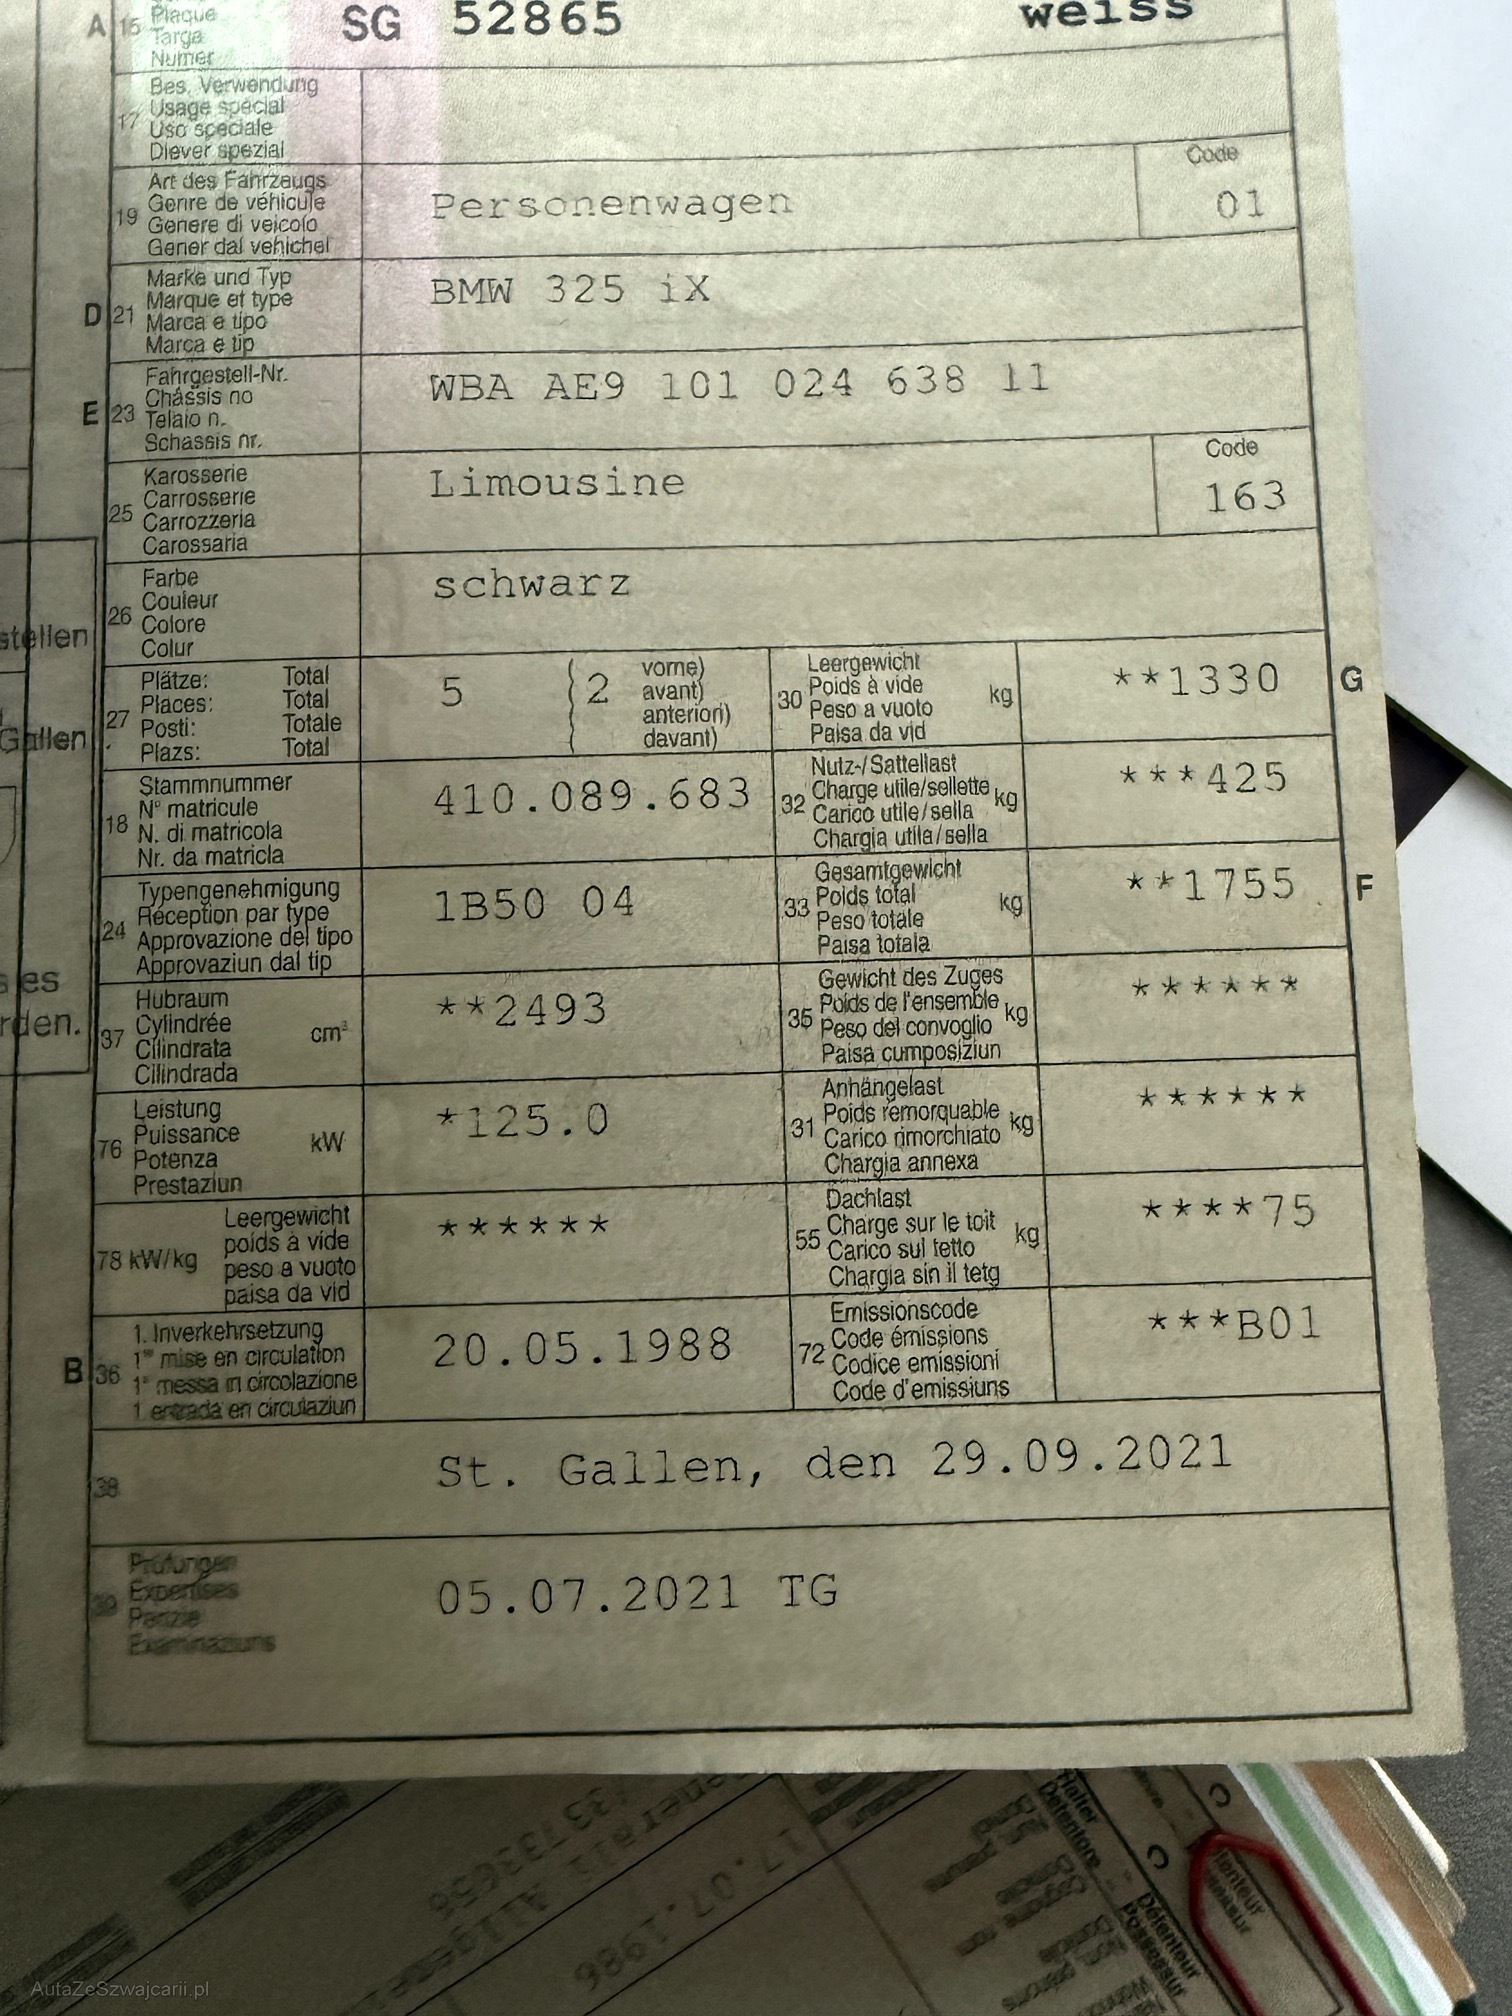 Plaque
A 15 Targa SG 52865 weiss
Numer
Bes. Verwendung
17 Usage spécial
Uso speciale
Diever spezial
Art des Fahrzeugs Code
19 Genre de véhicule Personenwagen 01
Genere di veicolo
Gener dal vehichel
Marke und Typ
D 21 Marque et type BMW 325 iX
Marca e tipo
Marca e tip
Fahrgestell-Nr.
E 23 Châssis no WBA AE9 101 024 638 11
Telaio n.
Schassis nr.
Karosserie Code
25 Carrosserie Limousine 163
Carrozzeria
Carossaria
Farbe
26 Couleur schwarz
Colore
Colur
Plätze: Total vorne)
27 Places: Total 5 2 avant)
Posti: Totale anteriori)
Plazs: Total davant)
Leergewicht
30 Poids à vide kg **1330 G
Peso a vuoto
Paisa da vid
Stammnummer
18 N° matricule 410.089.683
N. di matricola
Nr. da matricla
Nutz-/Sattellast
32 Charge utile/sellette kg ***425
Carico utile/sella
Chargia utila/sella
Typengenehmigung
24 Réception par type 1B50 04
Approvazione del tipo
Approvaziun dal tip
Gesamtgewicht
33 Poids total kg **1755 F
Peso totale
Paisa totala
Hubraum
37 Cylindrée cm³ **2493
Cilindrata
Cilindrada
Gewicht des Zuges
35 Poids de l'ensemble kg ******
Peso del convoglio
Paisa cumposiziun
Leistung
76 Puissance kW *125.0
Potenza
Prestaziun
Anhängelast
31 Poids remorquable kg ******
Carico rimorchiato
Chargia annexa
Leergewicht
78 kW/kg poids à vide ******
peso a vuoto
paisa da vid
Dachlast
55 Charge sur le toit kg ****75
Carico sul tetto
Chargia sin il tetg
1. Inverkehrsetzung
B 36 1re mise en circulation 20.05.1988
1a messa in circolazione
1 entrada en circulaziun
Emissionscode
72 Code émissions ***B01
Codice emissioni
Code d'emissiuns
38 St. Gallen, den 29.09.2021
Prüfungen
39 Expertises 05.07.2021 TG
Perizie
Examinaziuns
stellen
Gallen
es
rden.
17.07.1986
Halter
Détenteur
AutaZeSzwajcarii.pl